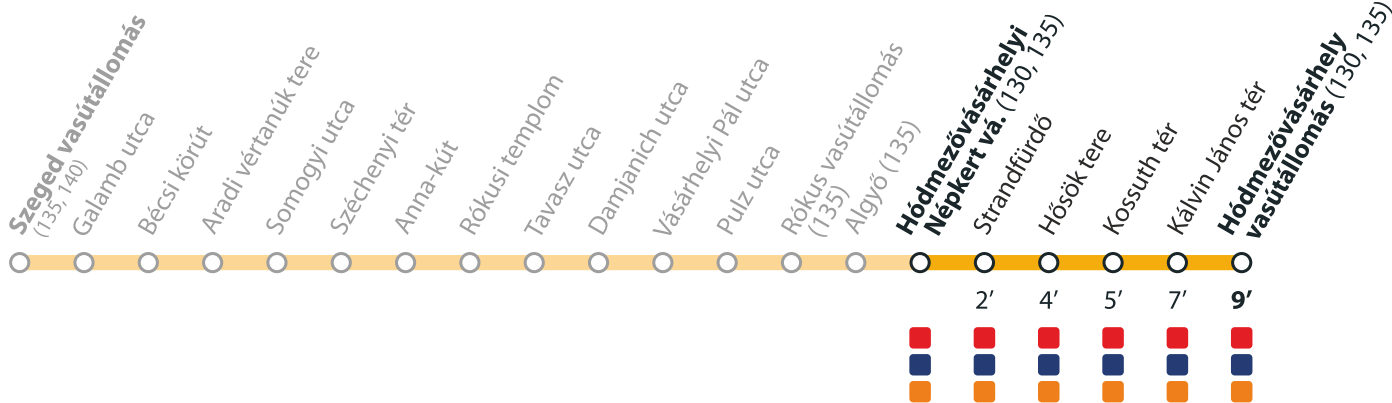 Szeged vasútállomás
(135, 140)
Galamb utca
Bécsi körút
Aradi vértanúk tere
Somogyi utca
Széchenyi tér
Anna-kút
Rókusi templom
Tavasz utca
Damjanich utca
Vásárhelyi Pál utca
Pulz utca
Rókus vasútállomás
(135)
Algyő (135)
Hódmezővásárhelyi
Népkert vá. (130, 135)
Strandfürdő
Hősök tere
Kossuth tér
Kálvin János tér
Hódmezővásárhely
vasútállomás (130, 135)
2’ 4’ 5’ 7’ 9’